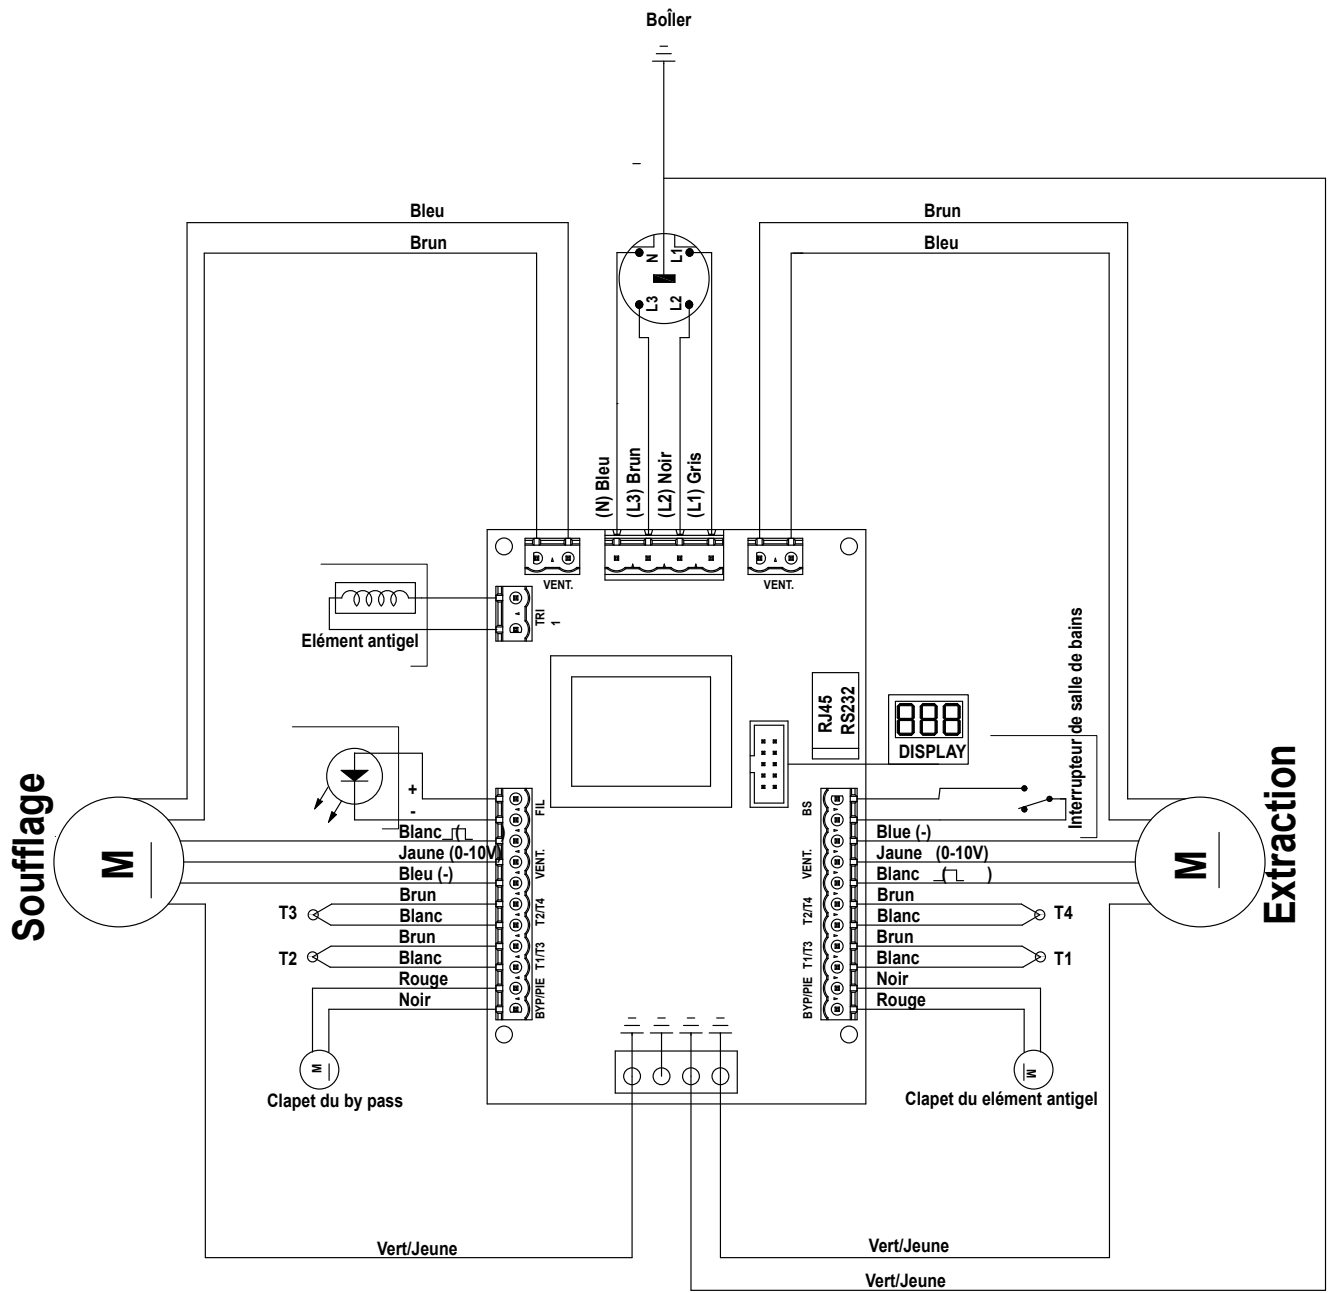 BoÎler
Bleu
Brun
Brun
Bleu
N
L1
L3
L2
(N) Bleu
(L3) Brun
(L2) Noir
(L1) Gris
VENT.
VENT.
TRI
1
Elément antigel
RJ45
RS232
DISPLAY
Interrupteur de salle de bains
Soufflage
M
Extraction
M
+
-
FIL
BS
Blanc
Jaune (0-10V)
Bleu (-)
VENT.
VENT.
Blue (-)
Jaune (0-10V)
Blanc ( )
T3
Brun
Blanc
T2/T4
T2/T4
Brun
Blanc
T4
T2
Brun
Blanc
T1/T3
T1/T3
Brun
Blanc
T1
Rouge
Noir
BYP/PIE
BYP/PIE
Noir
Rouge
M
Clapet du by pass
M
Clapet du elément antigel
Vert/Jeune
Vert/Jeune
Vert/Jeune